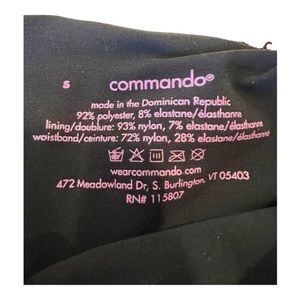 s commando®
made in the Dominican Republic
92% polyester, 8% elastane/élasthanne
lining/doublure: 93% nylon, 7% elastane/élasthanne
waistband/ceinture: 72% nylon, 28% elastane/élasthanne
wearcommando.com
472 Meadowland Dr, S. Burlington, VT 05403
RN# 115807